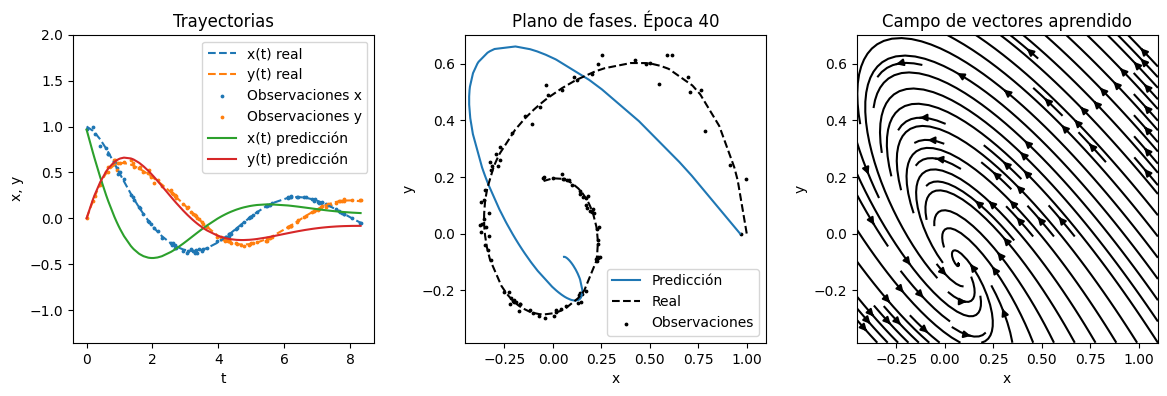 Trayectorias
x, y
2.0
1.5
1.0
0.5
0.0
−0.5
−1.0
x(t) real
y(t) real
Observaciones x
Observaciones y
x(t) predicción
y(t) predicción
0 2 4 6 8
t
Plano de fases. Época 40
y
0.6
0.4
0.2
0.0
−0.2
Predicción
Real
Observaciones
−0.25 0.00 0.25 0.50 0.75 1.00
x
Campo de vectores aprendido
y
0.6
0.4
0.2
0.0
−0.2
−0.25 0.00 0.25 0.50 0.75 1.00
x